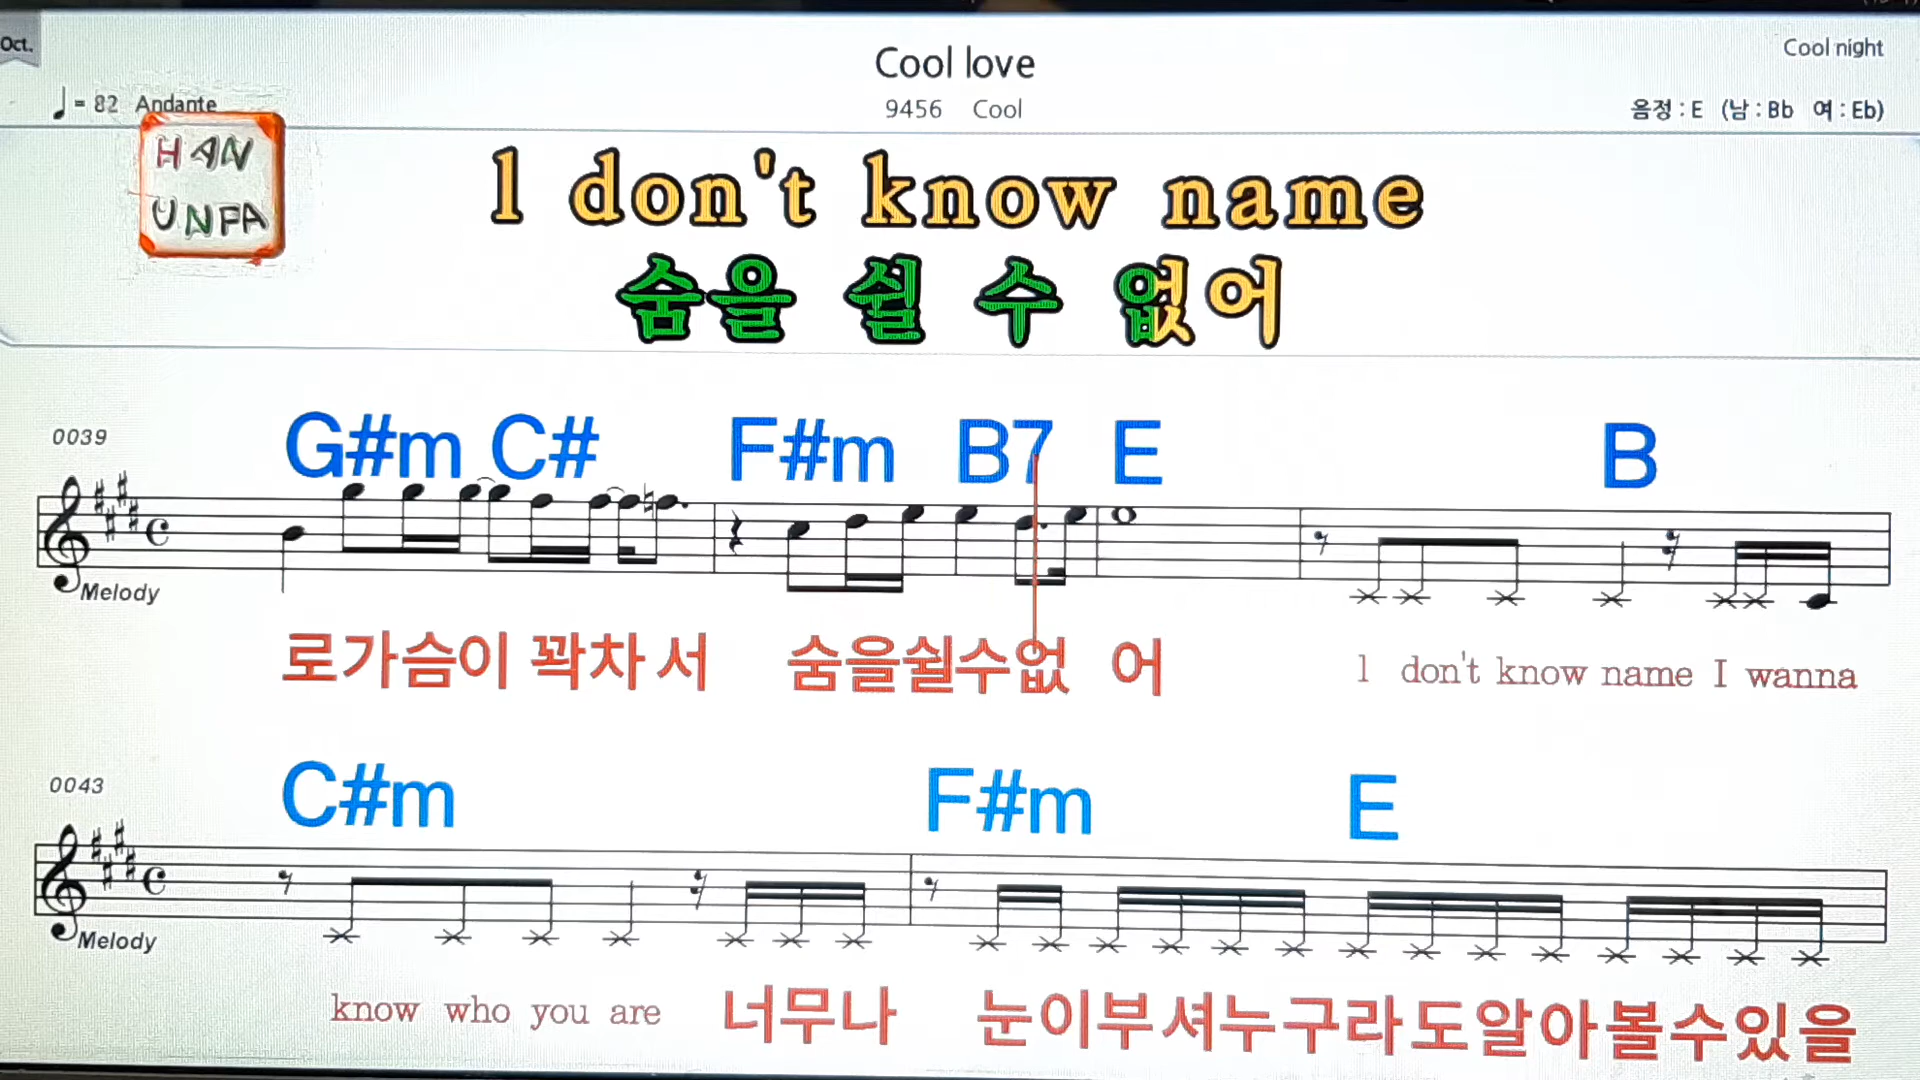 Oct.
Cool love
Cool night
♩= 82 Andante
9456 Cool
음정 : E (남 : Bb 여 : Eb)
HAN
UNPA
l don't know name
숨을 쉴 수 없어
0039
G#m C# F#m B7 E B
Melody
로가슴이 꽉차서 숨을쉴수없 어 l don't know name I wanna
0043
C#m F#m E
Melody
know who you are 너무나 눈이부셔누구라도알아볼수있을